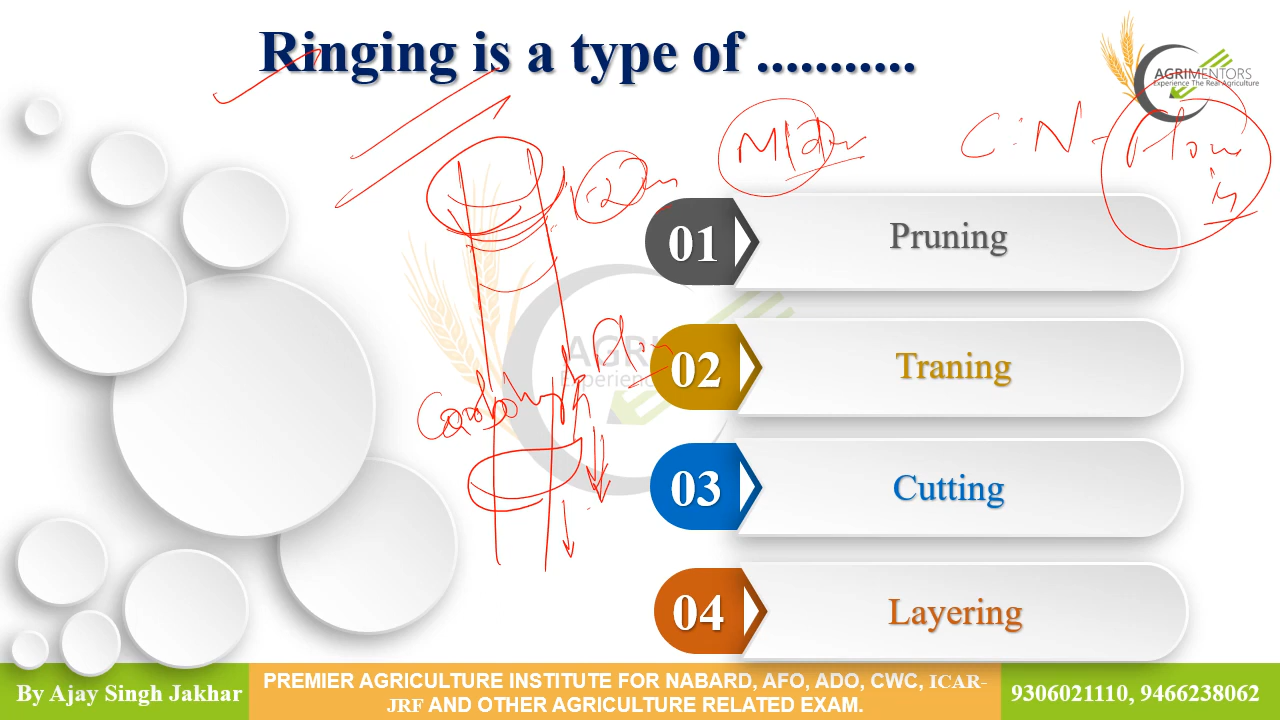 Ringing is a type of ...........
AGRIMENTORS
Experience The Real Agriculture
C:N -
01
Pruning
02
Traning
03
Cutting
04
Layering
By Ajay Singh Jakhar
PREMIER AGRICULTURE INSTITUTE FOR NABARD, AFO, ADO, CWC, ICAR-
JRF AND OTHER AGRICULTURE RELATED EXAM.
9306021110, 9466238062